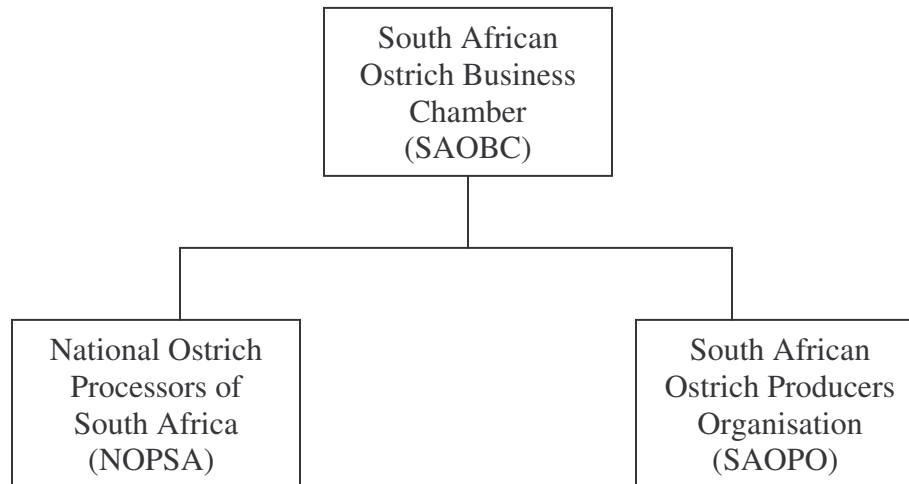 South African
Ostrich Business
Chamber
(SAOBC)
National Ostrich
Processors of
South Africa
(NOPSA)
South African
Ostrich Producers
Organisation
(SAOPO)